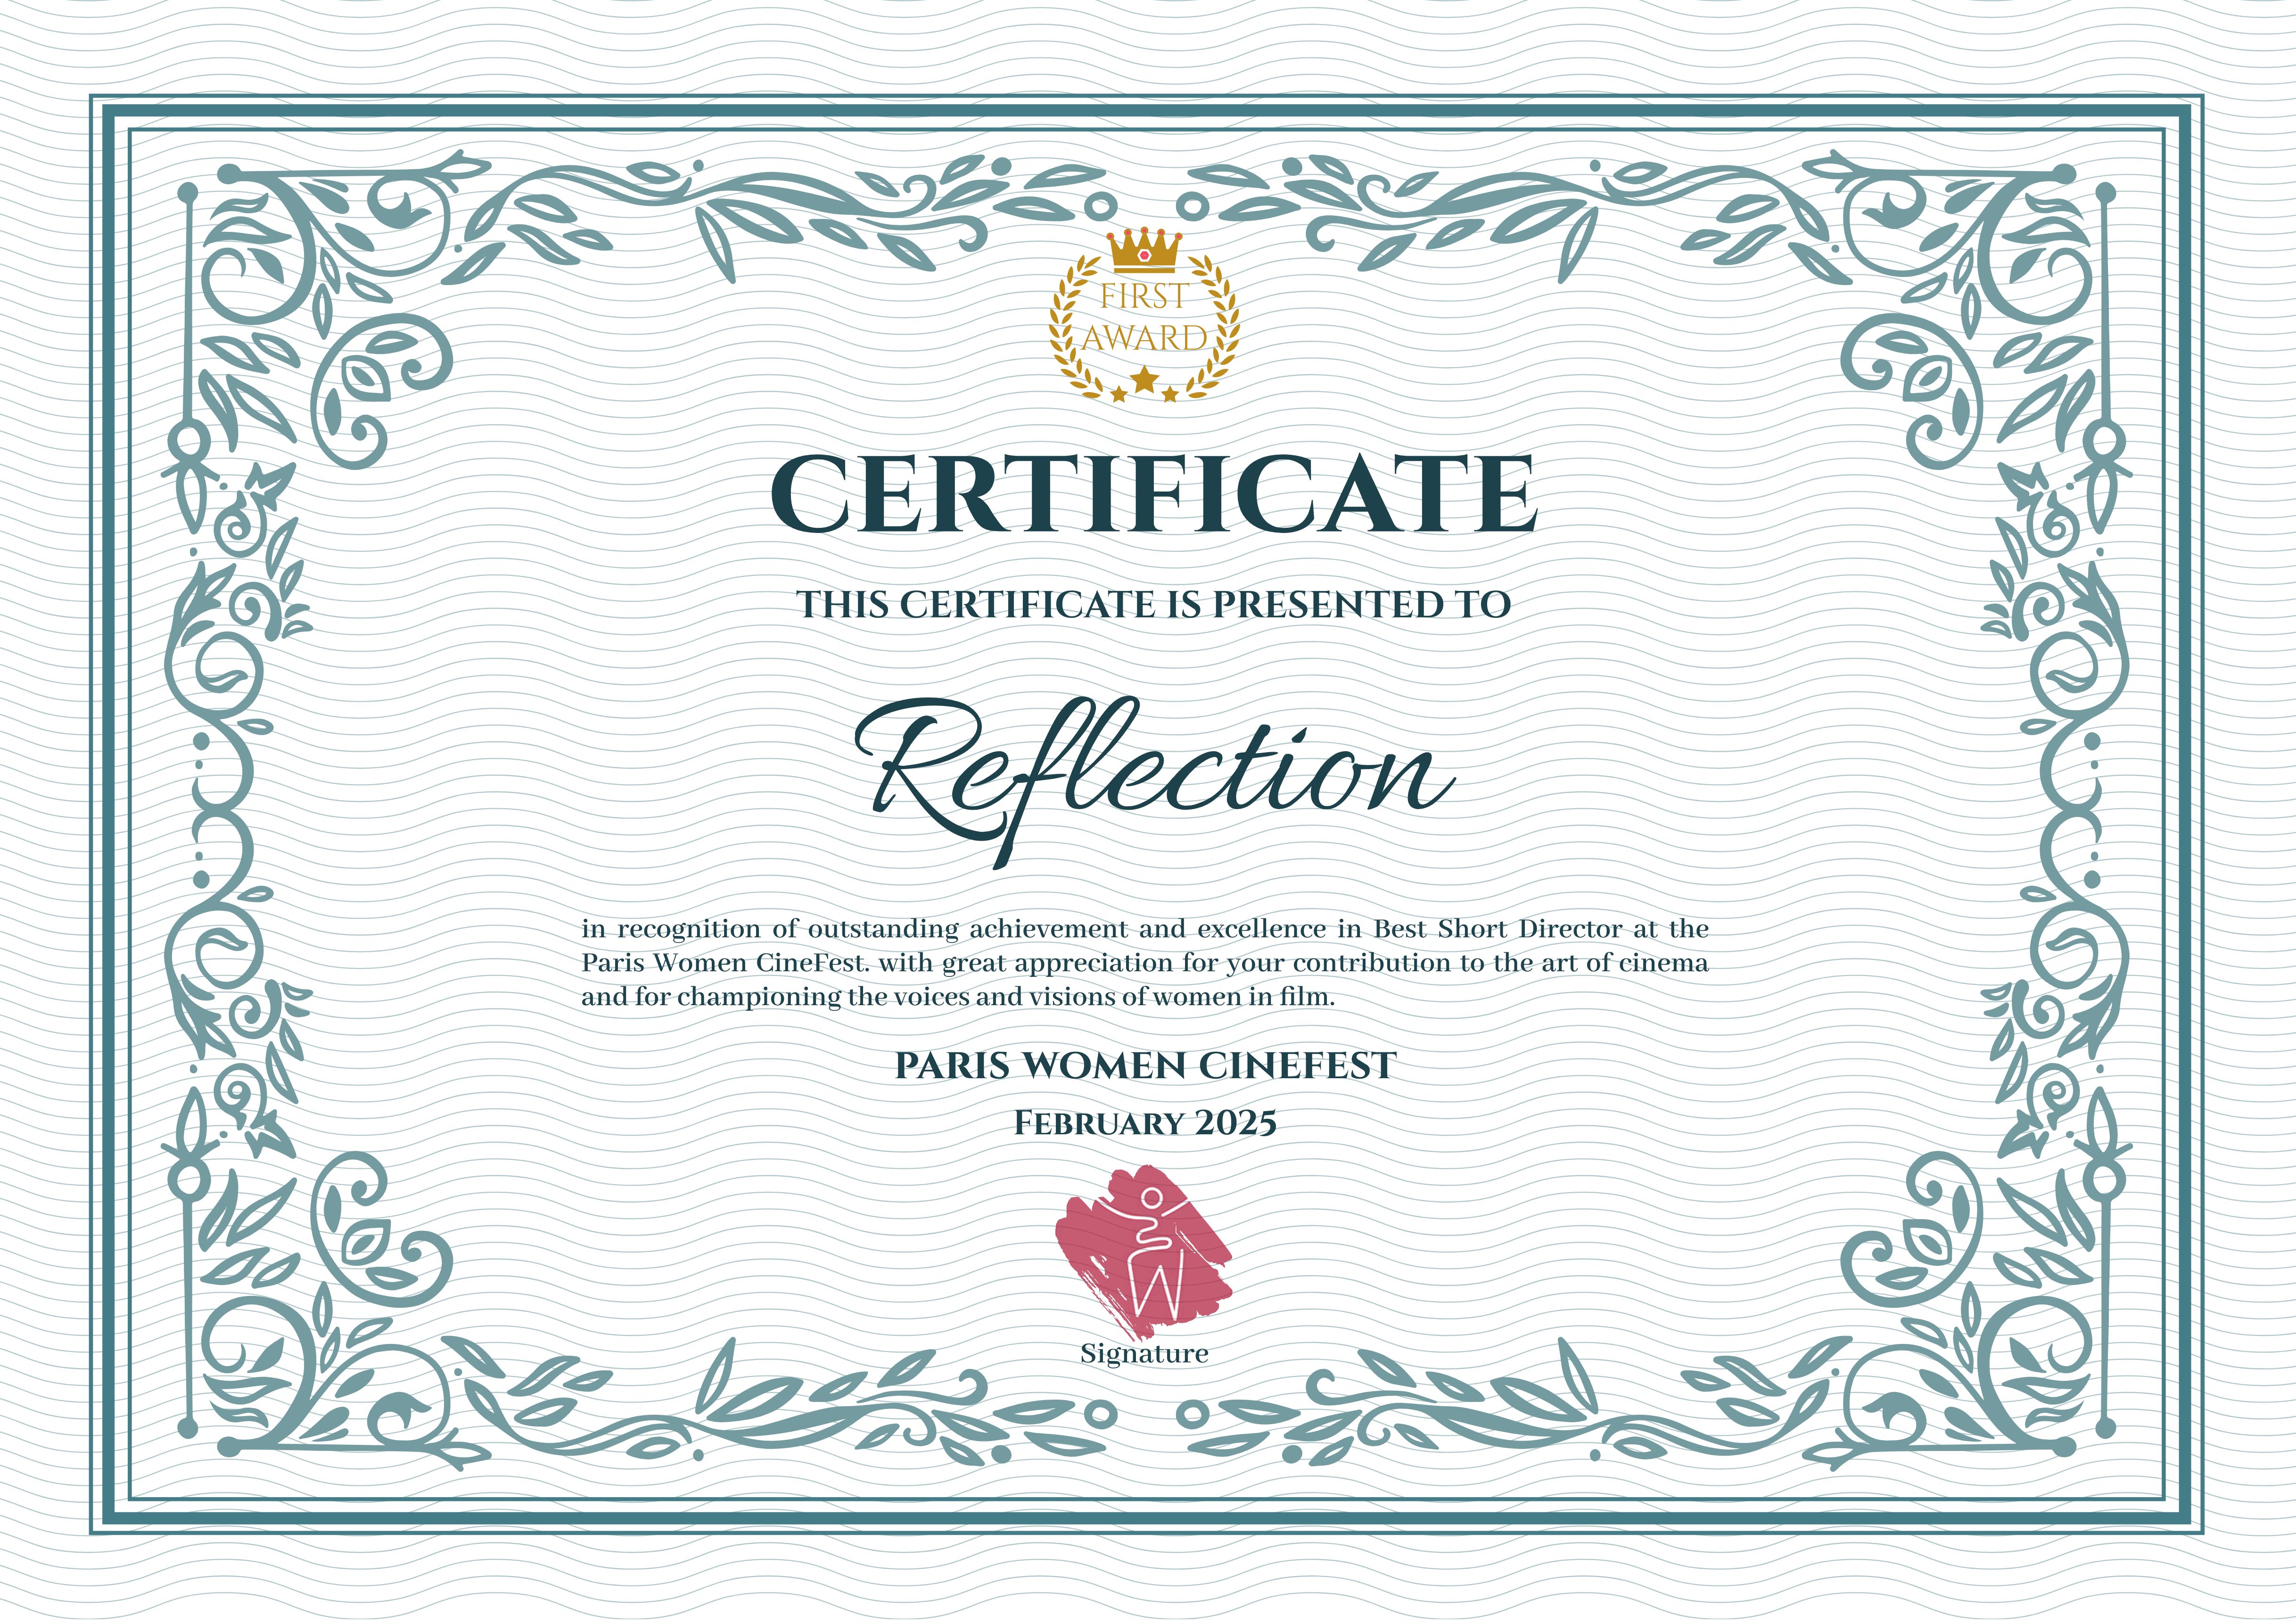 FIRST
AWARD
CERTIFICATE
THIS CERTIFICATE IS PRESENTED TO
Reflection
in recognition of outstanding achievement and excellence in Best Short Director at the
Paris Women CineFest. with great appreciation for your contribution to the art of cinema
and for championing the voices and visions of women in film.
PARIS WOMEN CINEFEST
FEBRUARY 2025
Signature